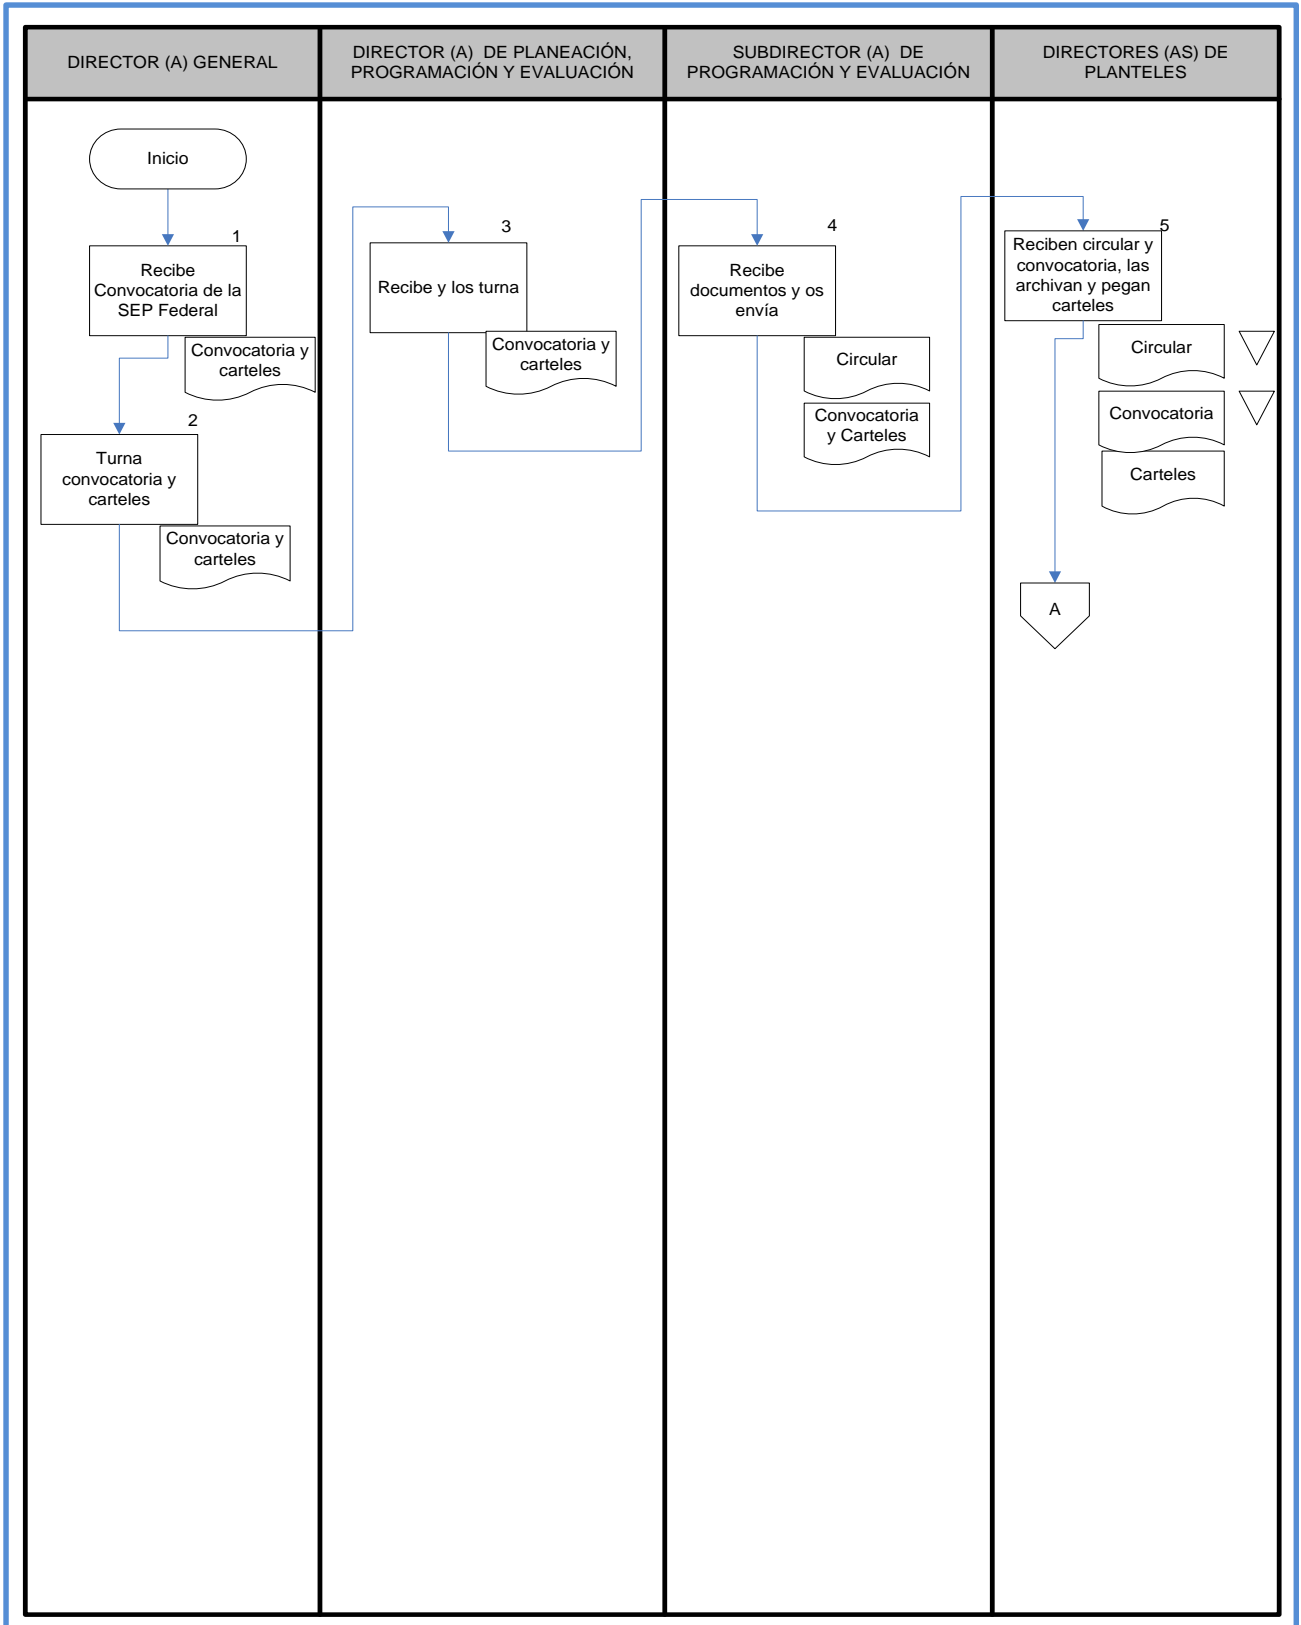 DIRECTOR (A) GENERAL
DIRECTOR (A) DE PLANEACIÓN,
PROGRAMACIÓN Y EVALUACIÓN
SUBDIRECTOR (A) DE
PROGRAMACIÓN Y EVALUACIÓN
DIRECTORES (AS) DE
PLANTELES
Inicio
1
Recibe
Convocatoria de la
SEP Federal
Convocatoria y
carteles
2
Turna
convocatoria y
carteles
Convocatoria y
carteles
3
Recibe y los turna
Convocatoria y
carteles
4
Recibe
documentos y os
envía
Circular
Convocatoria
y Carteles
5
Reciben circular y
convocatoria, las
archivan y pegan
carteles
Circular
Convocatoria
Carteles
A